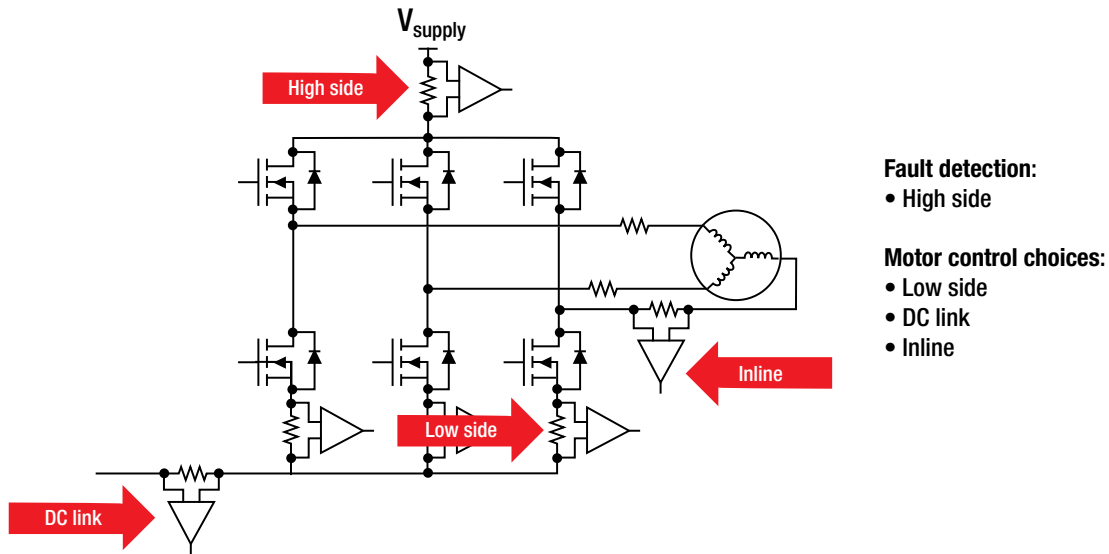 Vsupply
High side
Fault detection:
• High side
Motor control choices:
• Low side
• DC link
• Inline
Inline
Low side
DC link